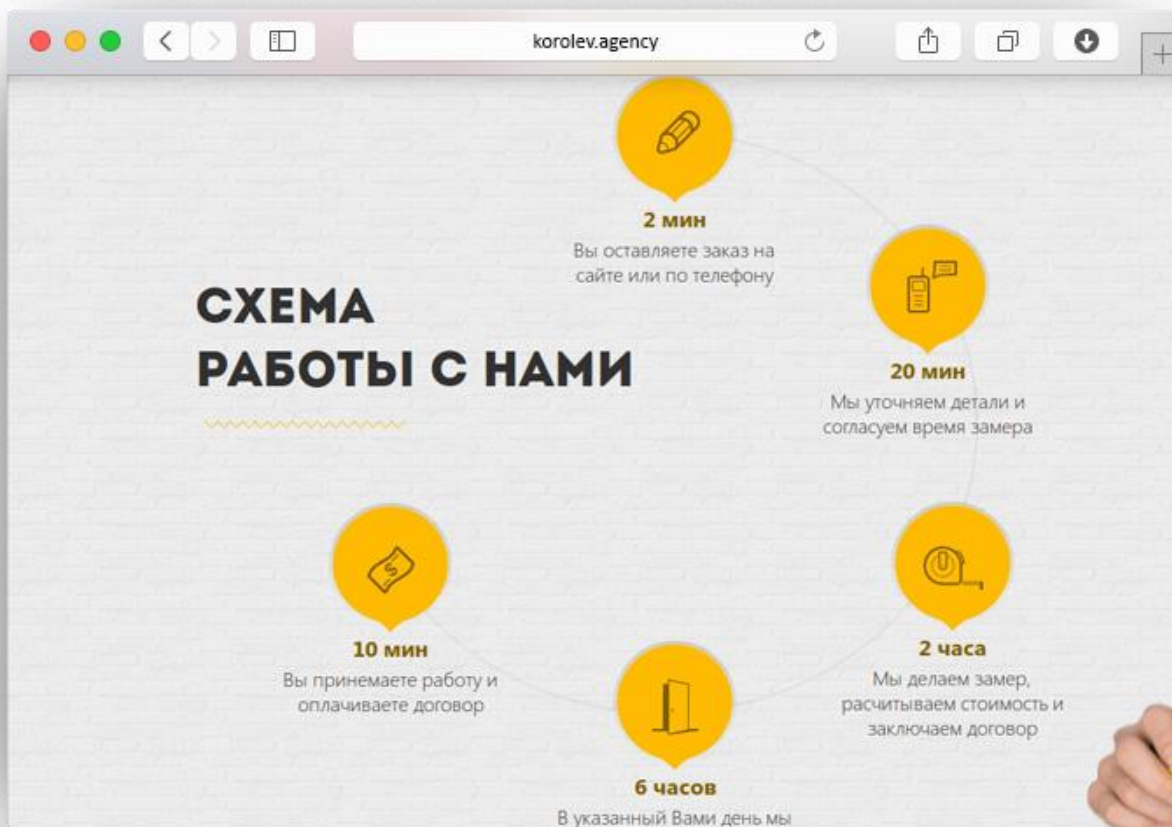 korolev.agency
2 мин
Вы оставляете заказ на
сайте или по телефону
СХЕМА
РАБОТЫ С НАМИ
20 мин
Мы уточняем детали и
согласуем время замера
2 часа
Мы делаем замер,
расчитываем стоимость и
заключаем договор
6 часов
В указанный Вами день мы
10 мин
Вы принемаете работу и
оплачиваете договор